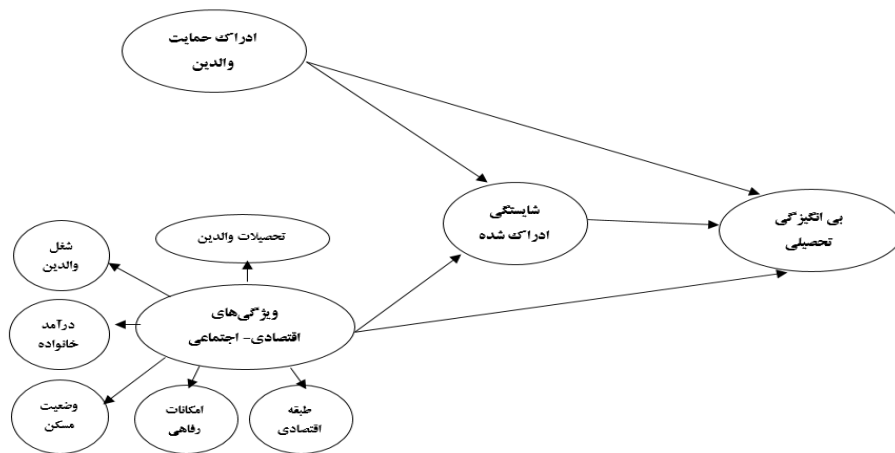 ادراک حمایت
والدین
شایستگی
ادراک شده
بی انگیزگی
تحصیلی
تحصیلات والدین
شغل
والدین
ویژگی‌های
اقتصادی- اجتماعی
درآمد
خانواده
وضعیت
مسکن
امکانات
رفاهی
طبقه
اقتصادی